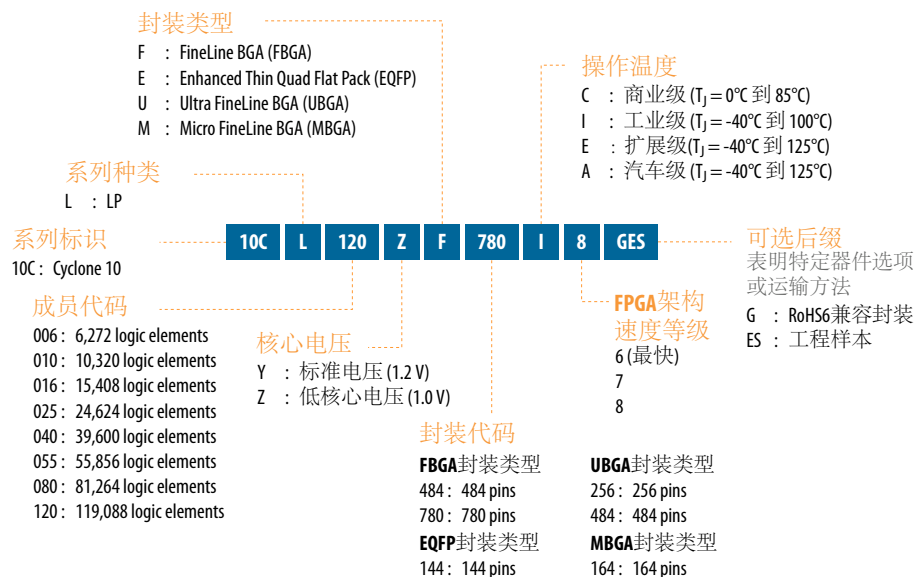 封装类型
F : FineLine BGA (FBGA)
E : Enhanced Thin Quad Flat Pack (EQFP)
U : Ultra FineLine BGA (UBGA)
M : Micro FineLine BGA (MBGA)
操作温度
C : 商业级 (TJ = 0°C 到 85°C)
I : 工业级 (TJ = -40°C 到 100°C)
E : 扩展级(TJ = -40°C 到 125°C)
A : 汽车级 (TJ = -40°C 到 125°C)
系列种类
L : LP
系列标识
10C : Cyclone 10
10C L 120 Z F 780 I 8 GES
可选后缀
表明特定器件选项
或运输方法
G : RoHS6兼容封装
ES : 工程样本
成员代码
006 : 6,272 logic elements
010 : 10,320 logic elements
016 : 15,408 logic elements
025 : 24,624 logic elements
040 : 39,600 logic elements
055 : 55,856 logic elements
080 : 81,264 logic elements
120 : 119,088 logic elements
核心电压
Y : 标准电压 (1.2 V)
Z : 低核心电压 (1.0 V)
FPGA架构
速度等级
6 (最快)
7
8
封装代码
FBGA封装类型
484 : 484 pins
780 : 780 pins
EQFP封装类型
144 : 144 pins
UBGA封装类型
256 : 256 pins
484 : 484 pins
MBGA封装类型
164 : 164 pins